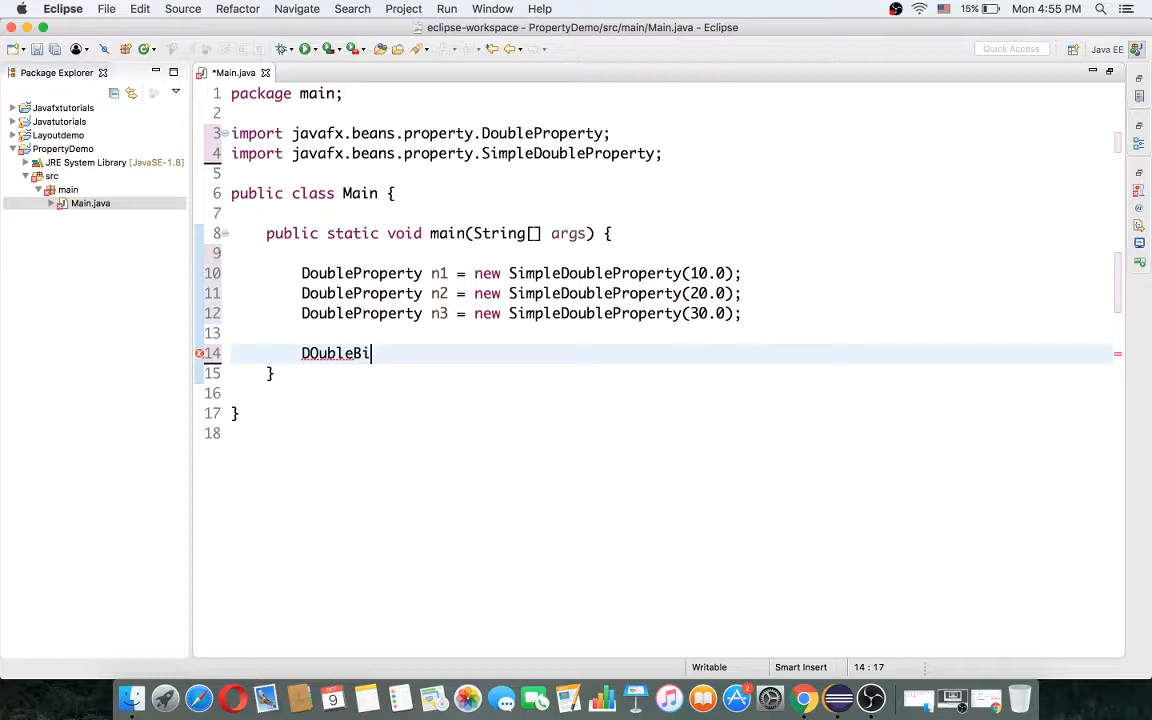 Eclipse File Edit Source Refactor Navigate Search Project Run Window Help 15% Mon 4:55 PM
eclipse-workspace - PropertyDemo/src/main/Main.java - Eclipse
Quick Access Java EE
Package Explorer
*Main.java
Javafxtutorials
Javatutorials
Layoutdemo
PropertyDemo
JRE System Library [JavaSE-1.8]
src
main
Main.java
1 package main;
2
3 import javafx.beans.property.DoubleProperty;
4 import javafx.beans.property.SimpleDoubleProperty;
5
6 public class Main {
7
8 public static void main(String[] args) {
9
10 DoubleProperty n1 = new SimpleDoubleProperty(10.0);
11 DoubleProperty n2 = new SimpleDoubleProperty(20.0);
12 DoubleProperty n3 = new SimpleDoubleProperty(30.0);
13
14 DOubleBi
15 }
16
17 }
18
Writable Smart Insert 14 : 17
9
2